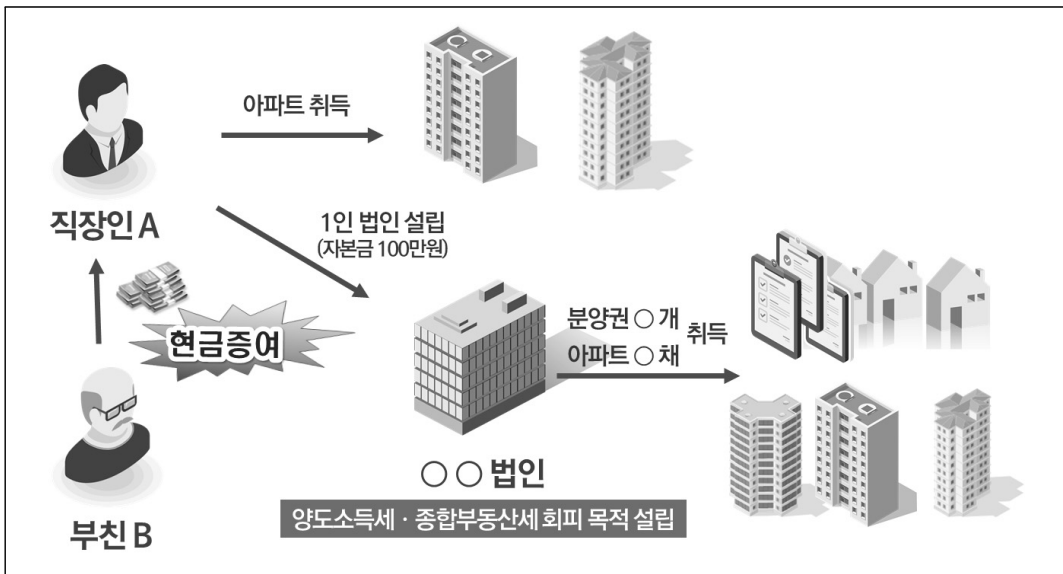 아파트 취득
직장인 A
1인 법인 설립
(자본금 100만원)
현금증여
분양권 ○ 개
아파트 ○ 채
취득
부친 B
○ ○ 법인
양도소득세 · 종합부동산세 회피 목적 설립